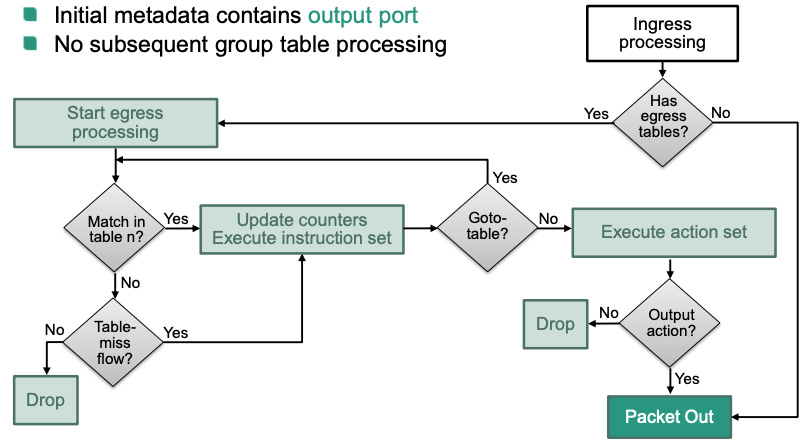 Initial metadata contains output port
No subsequent group table processing
Ingress
processing
Has
egress
tables?
Yes
No
Start egress
processing
Yes
Match in
table n?
Yes
Update counters
Execute instruction set
Goto-
table?
No
Execute action set
No
Table-
miss
flow?
No
Yes
Drop
Output
action?
No
Drop
Yes
Packet Out